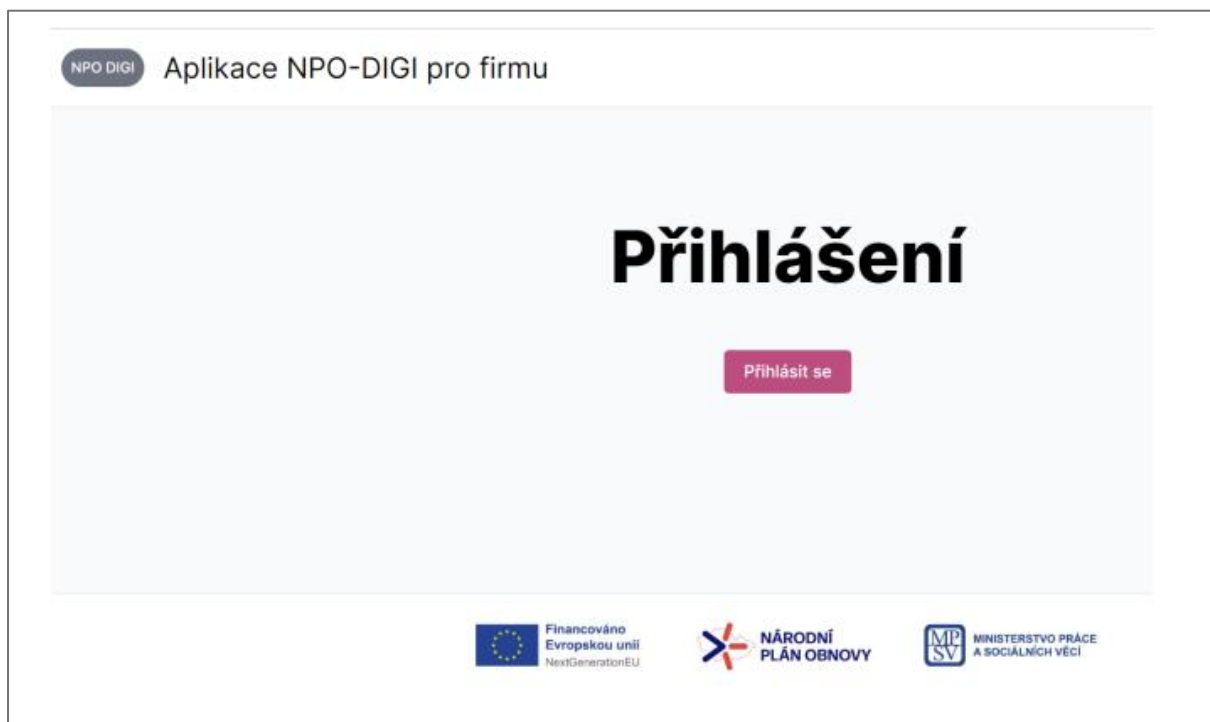 NPO DIGI
Aplikace NPO-DIGI pro firmu
Přihlášení
Přihlásit se
Financováno
Evropskou unií
NextGenerationEU
NÁRODNÍ
PLÁN OBNOVY
MP
SV
MINISTERSTVO PRÁCE
A SOCIÁLNÍCH VĚCÍ